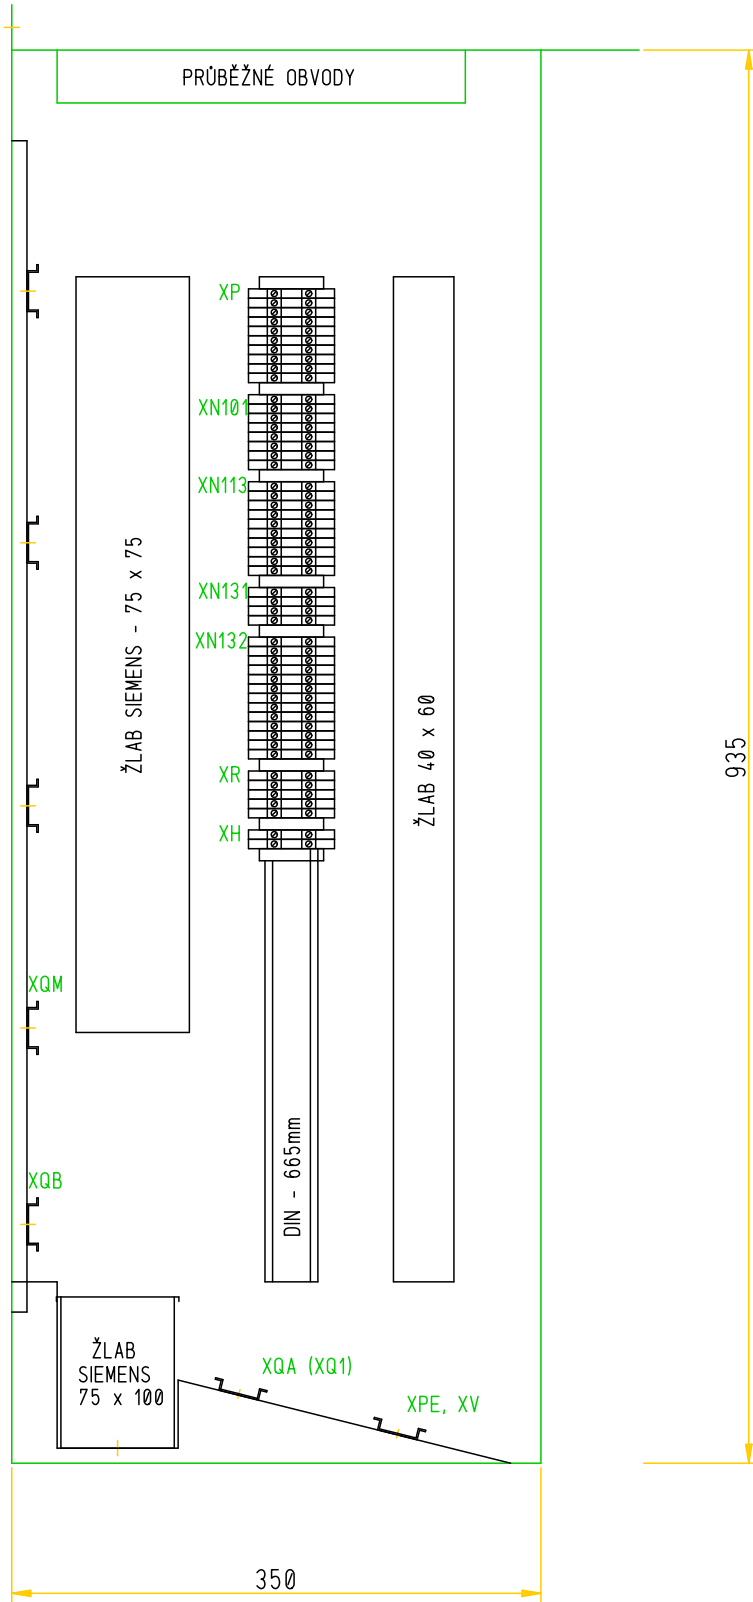 PRŮBĚŽNÉ OBVODY
XP
XN101
XN113
XN131
XN132
XR
XH
ŽLAB SIEMENS - 75 x 75
ŽLAB 40 x 60
935
XQM
XQB
DIN - 665mm
ŽLAB
SIEMENS
75 x 100
XQA (XQ1)
XPE, XV
350